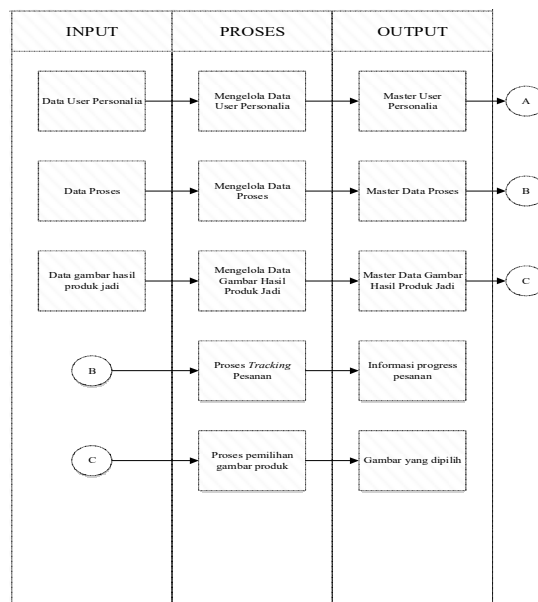 INPUT
PROSES
OUTPUT
Data User Personalia
Mengelola Data
User Personalia
Master User
Personalia
A
Data Proses
Mengelola Data
Proses
Master Data Proses
B
Data gambar hasil
produk jadi
Mengelola Data
Gambar Hasil
Produk Jadi
Master Data Gambar
Hasil Produk Jadi
C
B
Proses Tracking
Pesanan
Informasi progress
pesanan
C
Proses pemilihan
gambar produk
Gambar yang dipilih